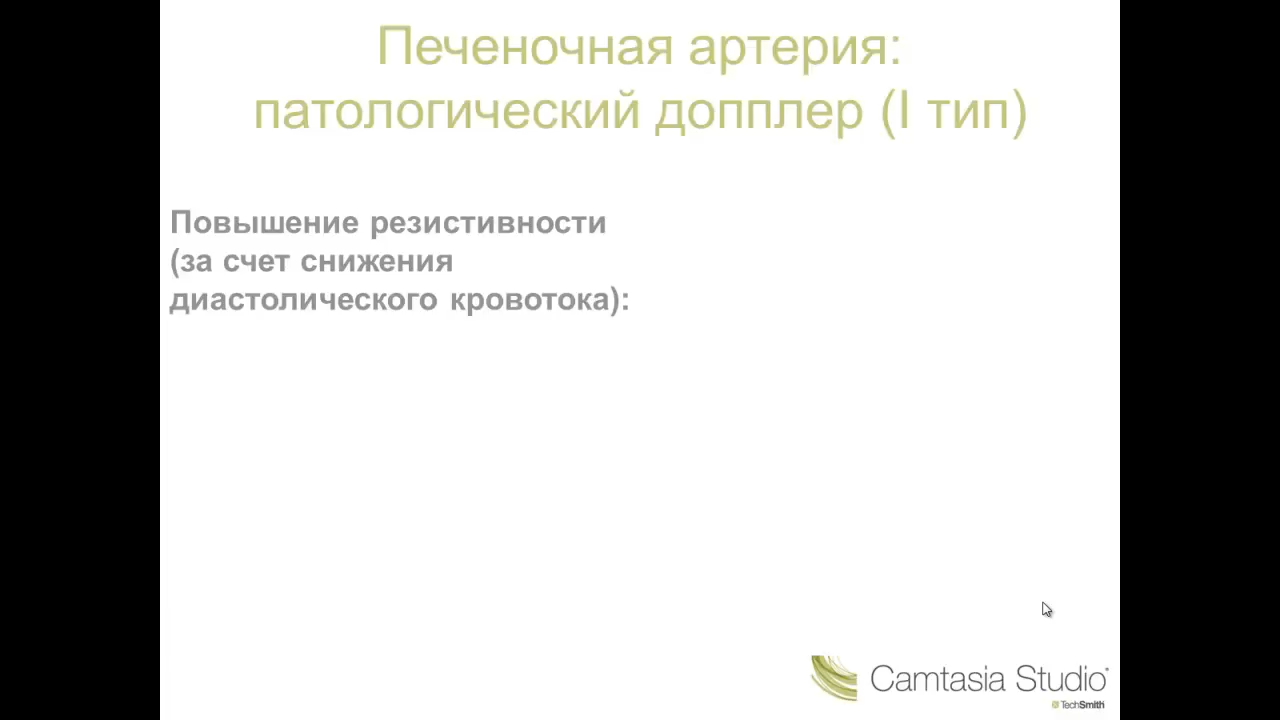 Печеночная артерия:
патологический допплер (I тип)
Повышение резистивности
(за счет снижения
диастолического кровотока):
Camtasia Studio
TechSmith